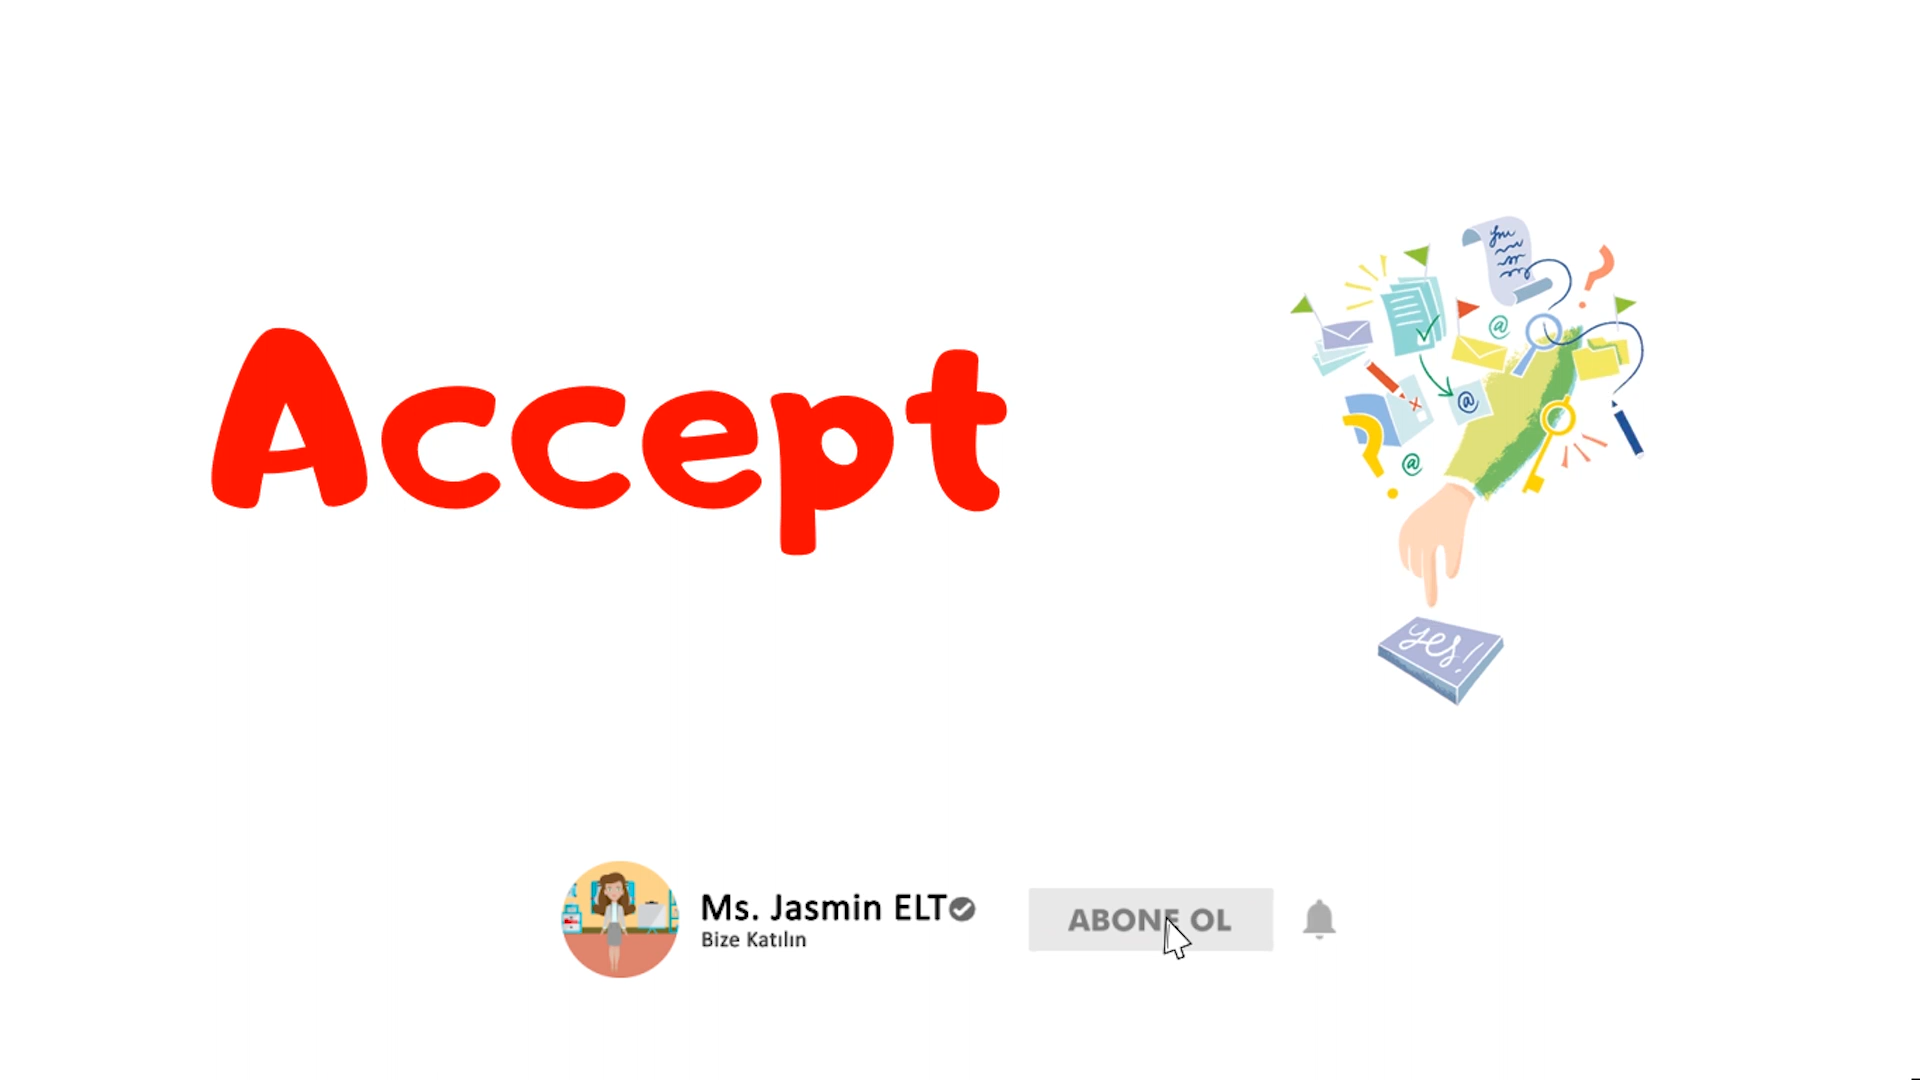 Accept
yes!
Ms. Jasmin ELT
Bize Katılın
ABONE OL